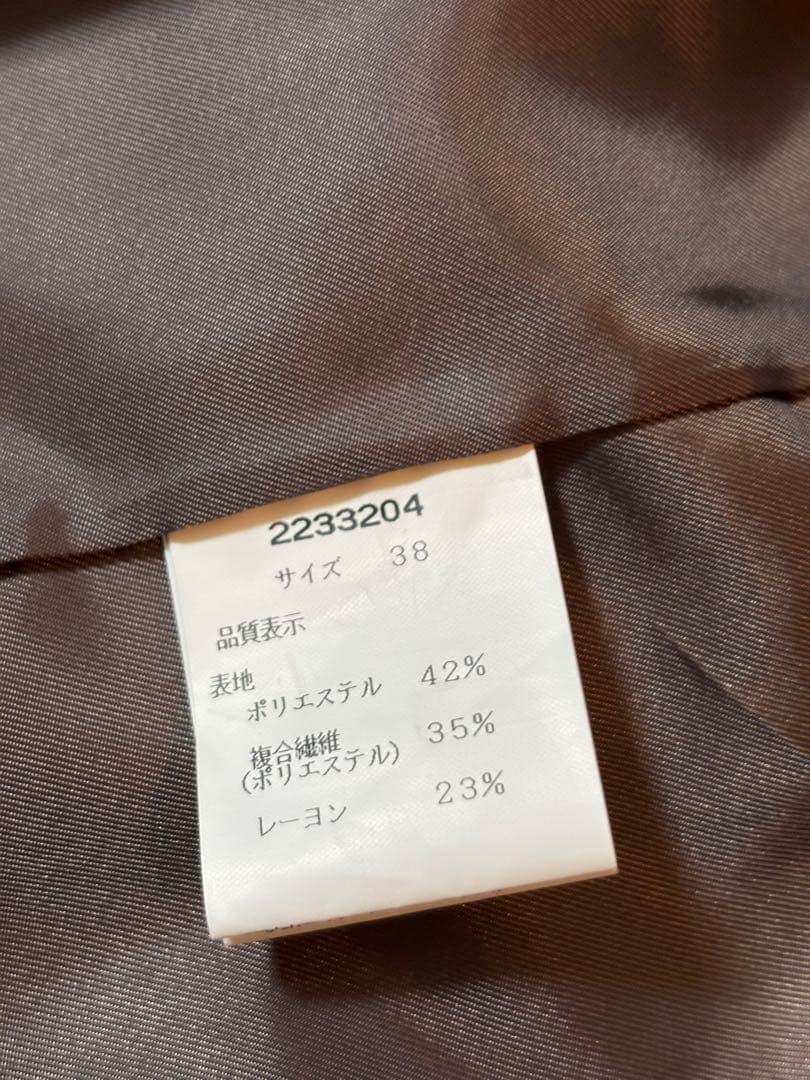 2233204
サイズ 38
品質表示
表地
ポリエステル 42%
複合繊維
(ポリエステル) 35%
レーヨン 23%